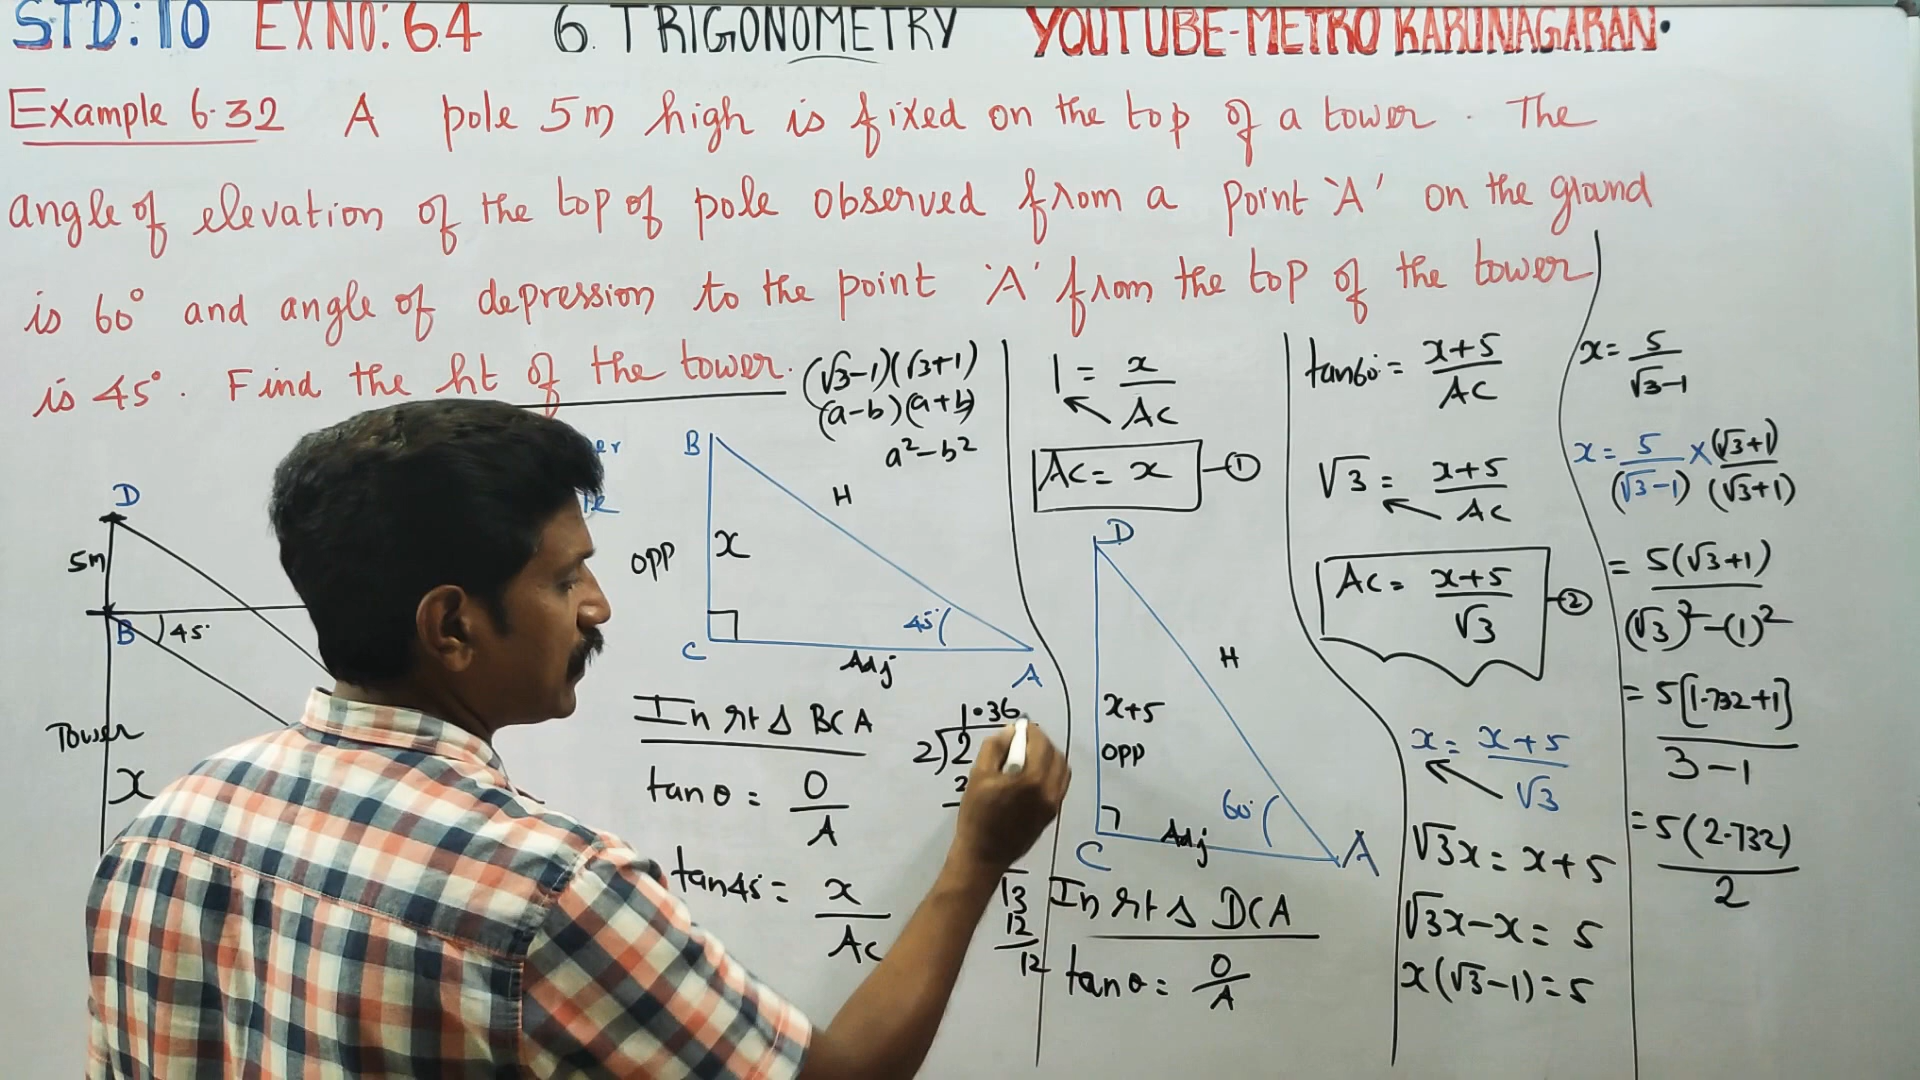 STD: 10 EXNO: 6.4 6. TRIGONOMETRY YOUTUBE-METRO KARUNAGARAN.
Example 6.32 A pole 5m high is fixed on the top of a tower. The
angle of elevation of the top of pole observed from a point 'A' on the ground
is 60° and angle of depression to the point 'A' from the top of the tower
is 45°. Find the ht of the tower.
D
5m
B 45°
Tower
x
(√3-1)(√3+1)
(a-b)(a+b)
a²-b²
B
H
opp x
45°
C Adj A
In rt Δ BCA
tan θ = O/A
tan45 = x/AC
1.36
2)2
2
13
12
12
1 = x/AC
AC = x ①
D
H
x+5
opp
60°
C Adj A
In rt Δ DCA
tan θ = O/A
tan60° = x+5/AC
√3 = x+5/AC
AC = x+5/√3 ②
x = x+5/√3
√3x = x+5
√3x-x = 5
x(√3-1) = 5
x = 5/√3-1
x = 5/(√3-1) × (√3+1)/(√3+1)
= 5(√3+1)/(√3)²-(1)²
= 5[1.732+1]/3-1
= 5(2.732)/2